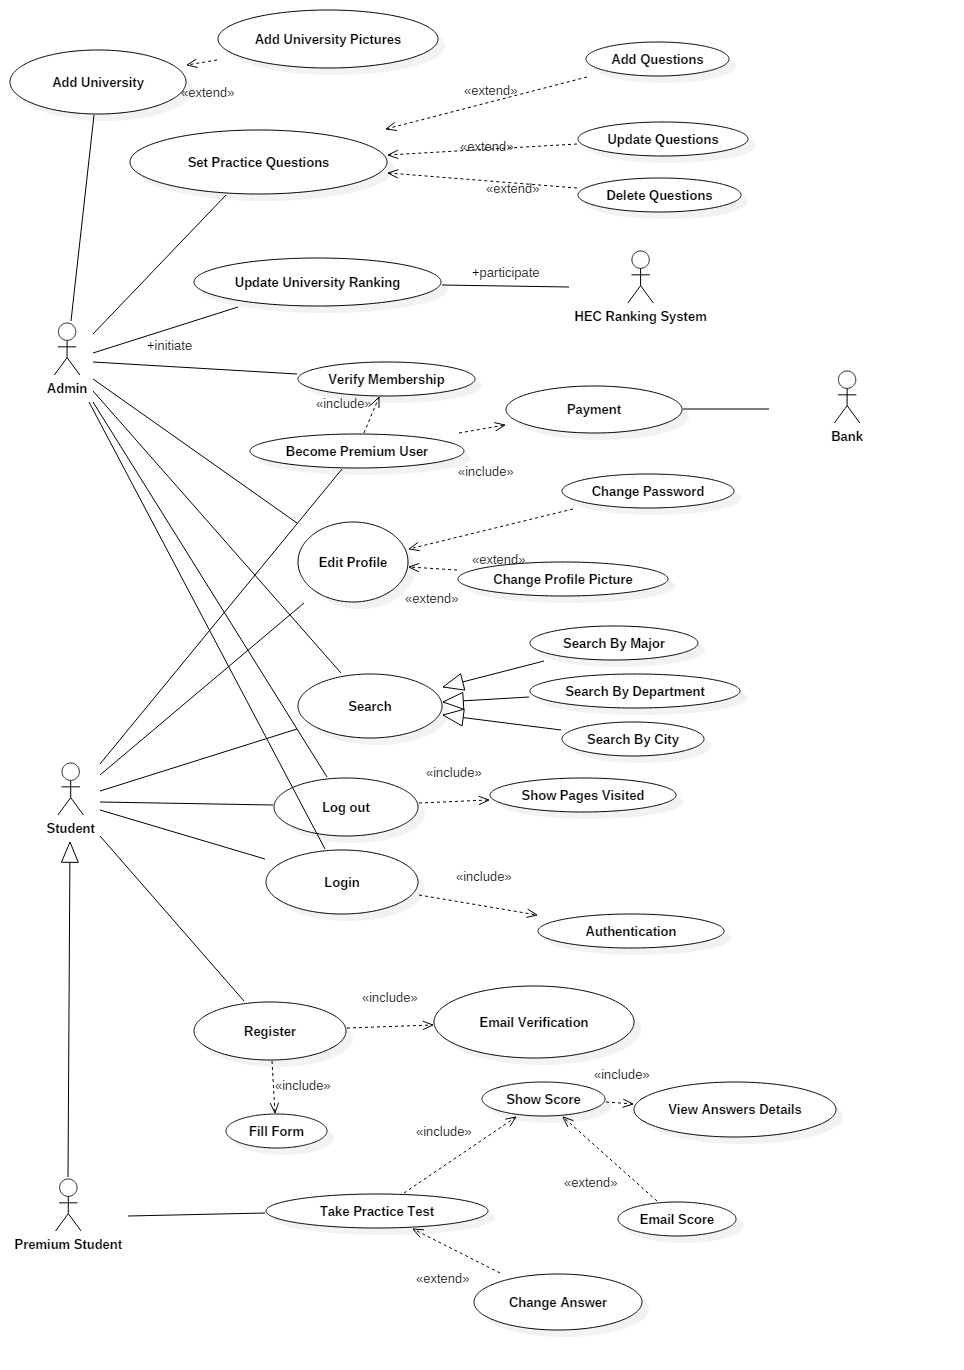 Add University Pictures
Add University
«extend»
Add Questions
«extend»
Update Questions
«extend»
Set Practice Questions
Delete Questions
«extend»
Update University Ranking
+participate
HEC Ranking System
+initiate
Admin
Verify Membership
«include»
Payment
Bank
Become Premium User
«include»
Change Password
Edit Profile
«extend»
Change Profile Picture
«extend»
Search By Major
Search By Department
Search
Search By City
«include»
Show Pages Visited
Log out
Student
«include»
Login
Authentication
«include»
Email Verification
Register
«include»
«include»
Show Score
View Answers Details
Fill Form
«include»
«extend»
Take Practice Test
Email Score
Premium Student
«extend»
Change Answer